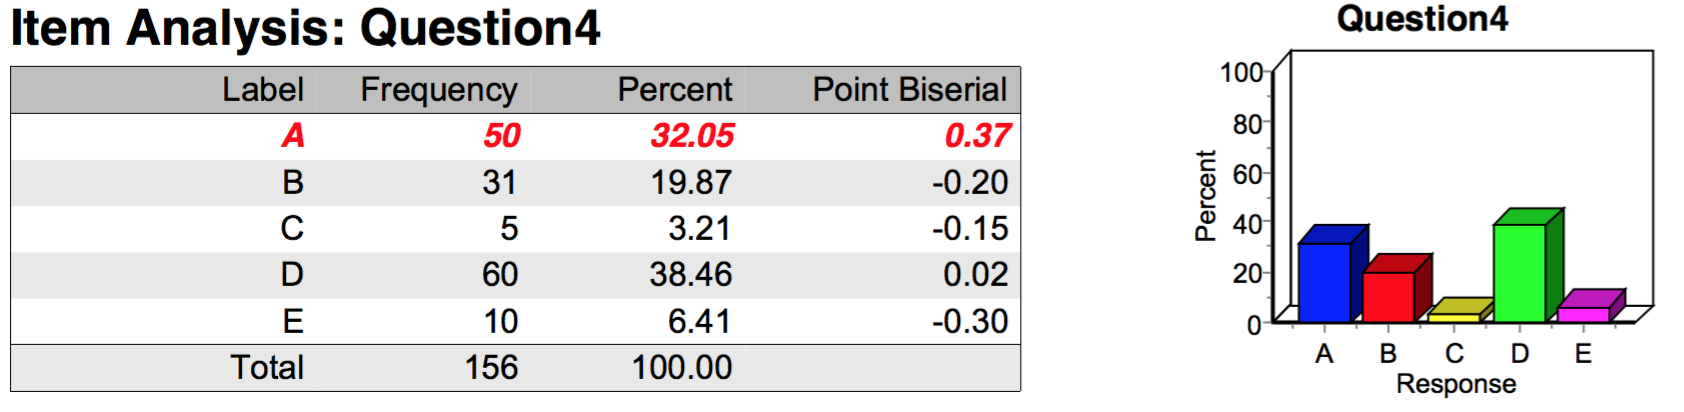 Item Analysis: Question4
Label Frequency Percent Point Biserial
A 50 32.05 0.37
B 31 19.87 -0.20
C 5 3.21 -0.15
D 60 38.46 0.02
E 10 6.41 -0.30
Total 156 100.00
Question4
Percent
100
80
60
40
20
0
A B C D E
Response